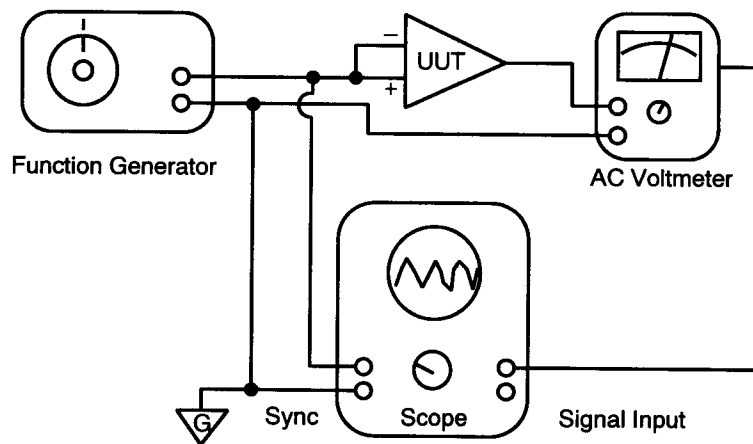 −
UUT
+
Function Generator
AC Voltmeter
G
Sync
Scope
Signal Input